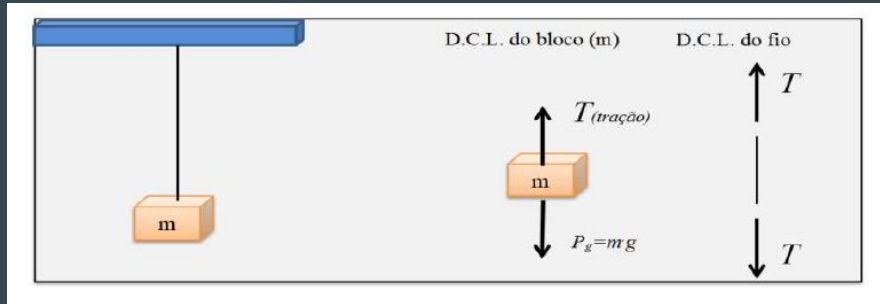 D.C.L. do bloco (m)
D.C.L. do fio
T
T(tração)
m
m
Pg=mg
T